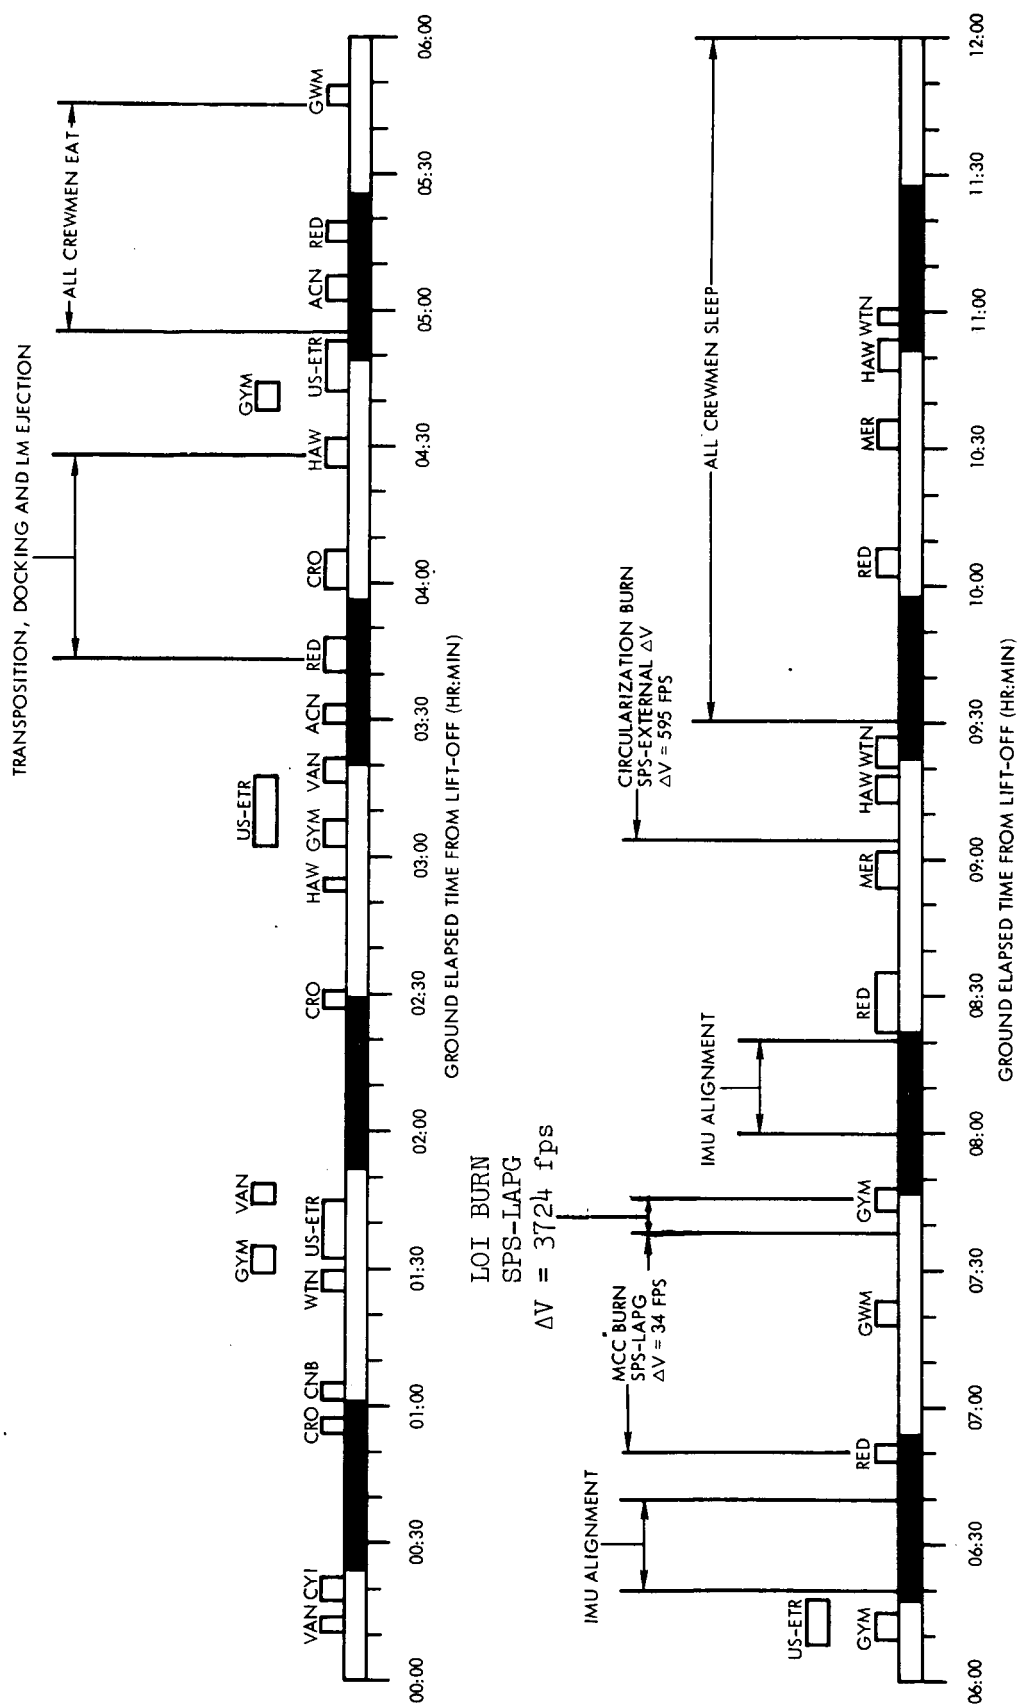 TRANSPOSITION, DOCKING AND LM EJECTION
ALL CREWMEN EAT
GYM
VAN
US-ETR
GYM
VAN
CYI
CRO
CNB
WTN
US-ETR
CRO
HAW
GYM
VAN
ACN
RED
CRO
HAW
US-ETR
ACN
RED
GWM
00:00
00:30
01:00
01:30
02:00
02:30
03:00
03:30
04:00
04:30
05:00
05:30
06:00
GROUND ELAPSED TIME FROM LIFT-OFF (HR:MIN)
LOI BURN
SPS-LAPG
ΔV = 3724 fps
MCC BURN
SPS-LAPG
ΔV = 34 FPS
CIRCULARIZATION BURN
SPS-EXTERNAL ΔV
ΔV = 595 FPS
IMU ALIGNMENT
IMU ALIGNMENT
ALL CREWMEN SLEEP
US-ETR
GYM
RED
GWM
GYM
RED
MER
HAW
WTN
RED
MER
HAW
WTN
06:00
06:30
07:00
07:30
08:00
08:30
09:00
09:30
10:00
10:30
11:00
11:30
12:00
GROUND ELAPSED TIME FROM LIFT-OFF (HR:MIN)